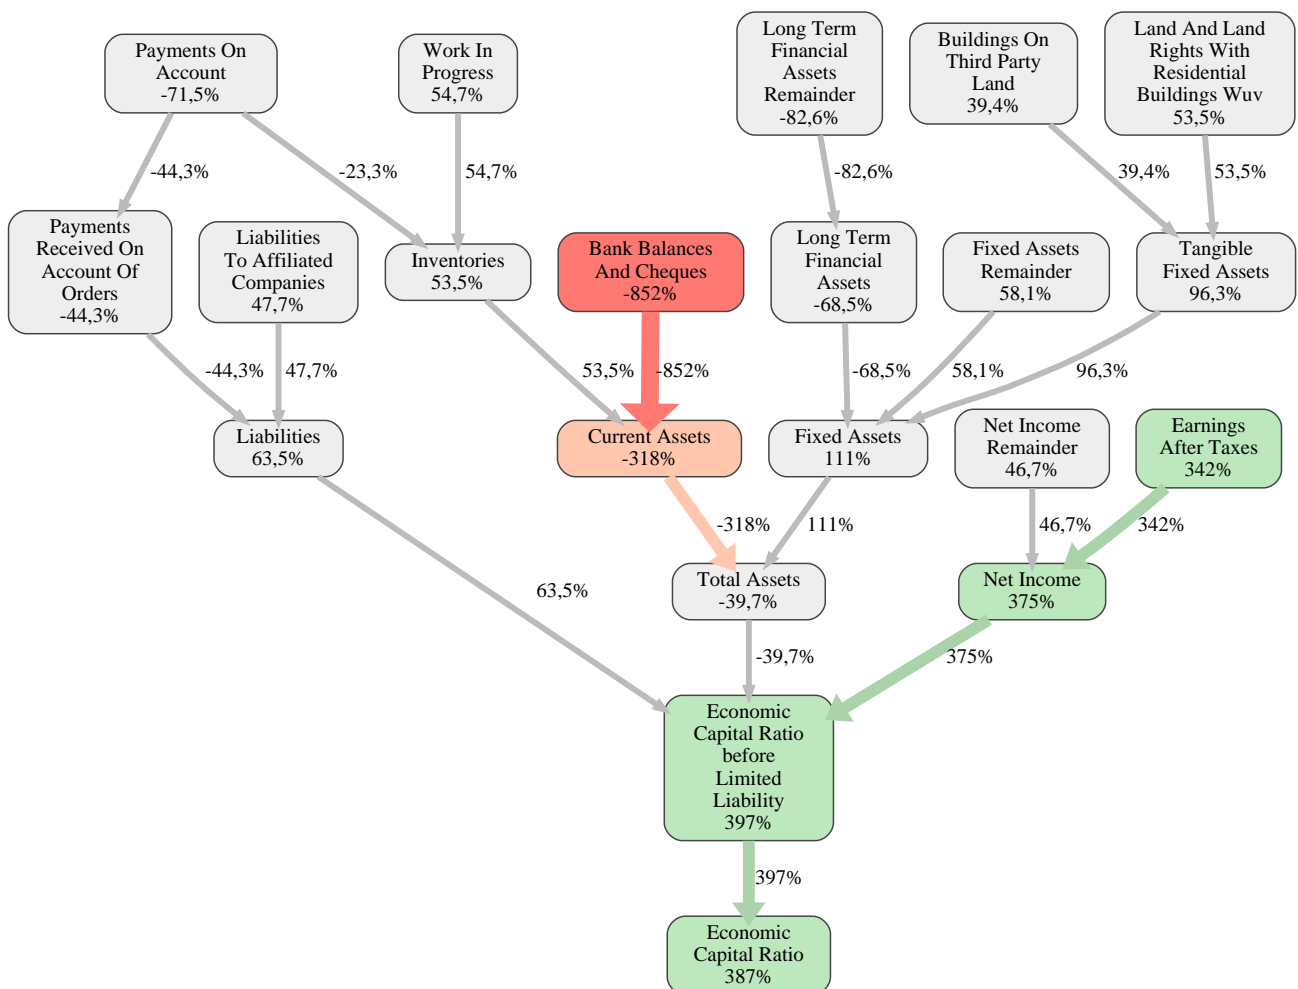 Payments On
Account
-71,5%
Work In
Progress
54,7%
Long Term
Financial
Assets
Remainder
-82,6%
Buildings On
Third Party
Land
39,4%
Land And Land
Rights With
Residential
Buildings Wuv
53,5%
-44,3%
-23,3%
54,7%
-82,6%
39,4%
53,5%
Payments
Received On
Account Of
Orders
-44,3%
Liabilities
To Affiliated
Companies
47,7%
Inventories
53,5%
Bank Balances
And Cheques
-852%
Long Term
Financial
Assets
-68,5%
Fixed Assets
Remainder
58,1%
Tangible
Fixed Assets
96,3%
-44,3%
47,7%
53,5%
-852%
-68,5%
58,1%
96,3%
Liabilities
63,5%
Current Assets
-318%
Fixed Assets
111%
Net Income
Remainder
46,7%
Earnings
After Taxes
342%
-318%
111%
46,7%
342%
63,5%
Total Assets
-39,7%
Net Income
375%
-39,7%
375%
Economic
Capital Ratio
before
Limited
Liability
397%
397%
Economic
Capital Ratio
387%